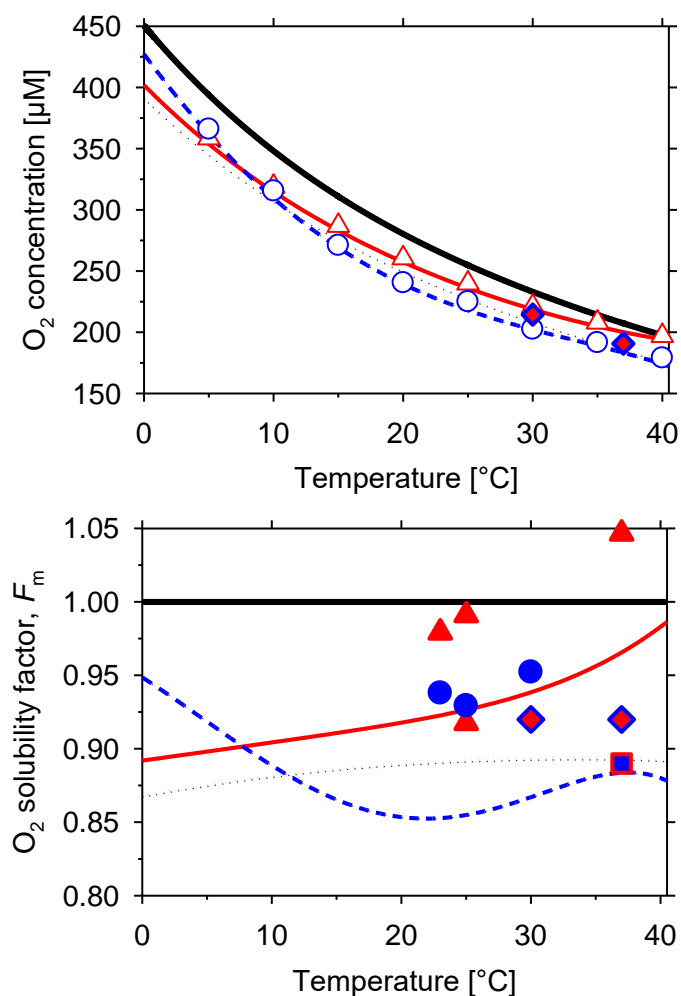 450
400
350
300
250
200
150
O₂ concentration [µM]
0 10 20 30 40
Temperature [°C]
1.05
1.00
0.95
0.90
0.85
0.80
O₂ solubility factor, Fₘ
0 10 20 30 40
Temperature [°C]